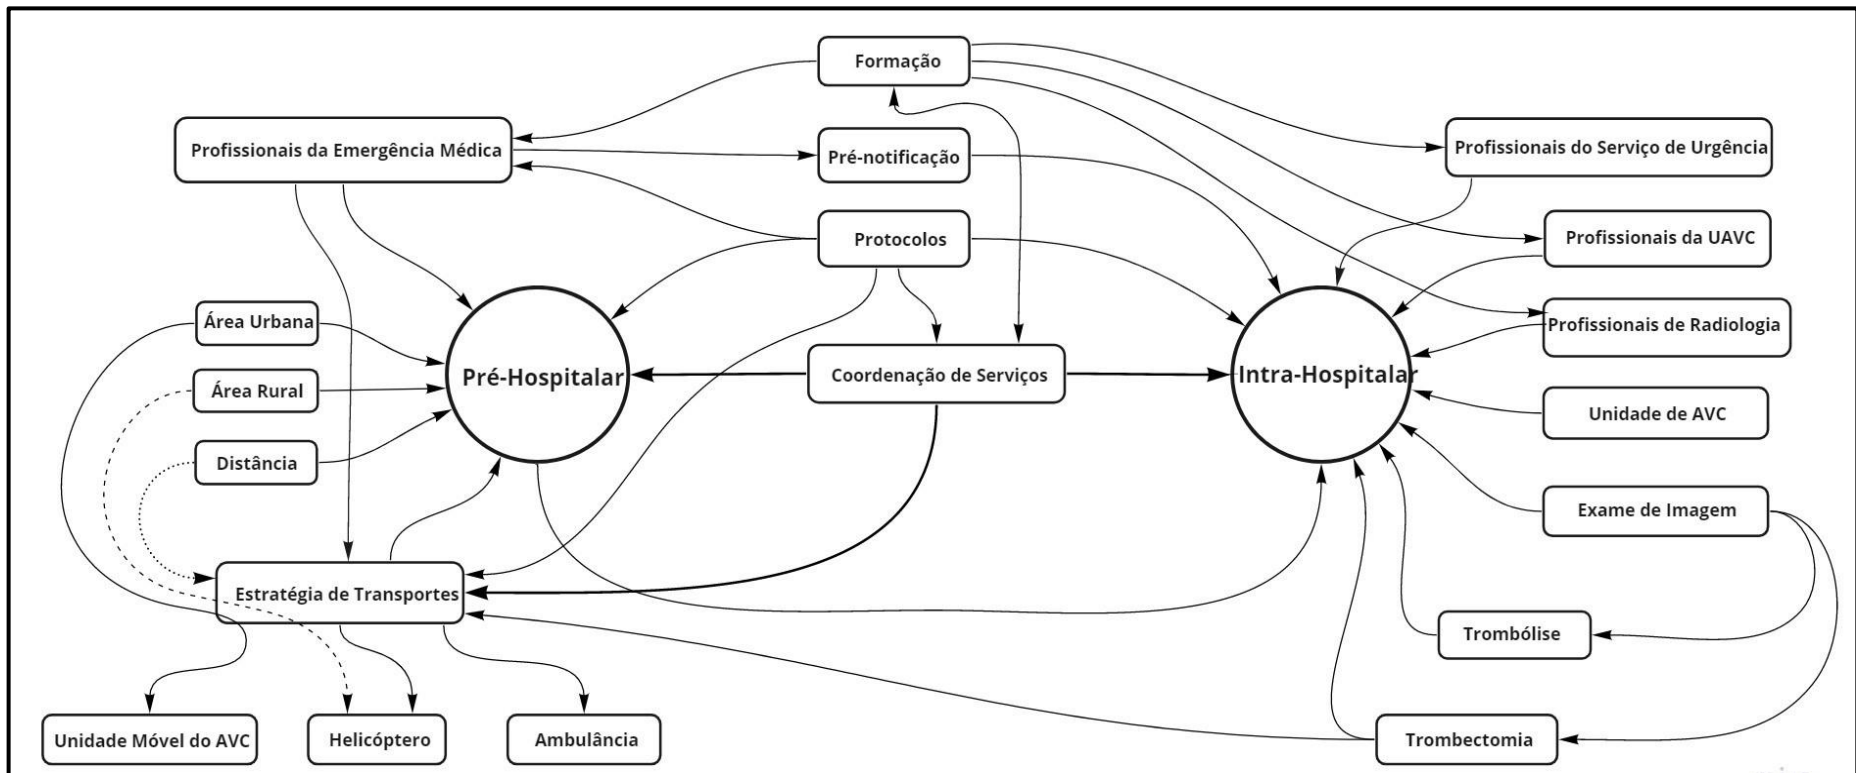 Formação
Profissionais da Emergência Médica
Pré-notificação
Profissionais do Serviço de Urgência
Protocolos
Profissionais da UAVC
Área Urbana
Profissionais de Radiologia
Pré-Hospitalar
Coordenação de Serviços
Intra-Hospitalar
Área Rural
Unidade de AVC
Distância
Exame de Imagem
Estratégia de Transportes
Trombólise
Unidade Móvel do AVC
Helicóptero
Ambulância
Trombectomia